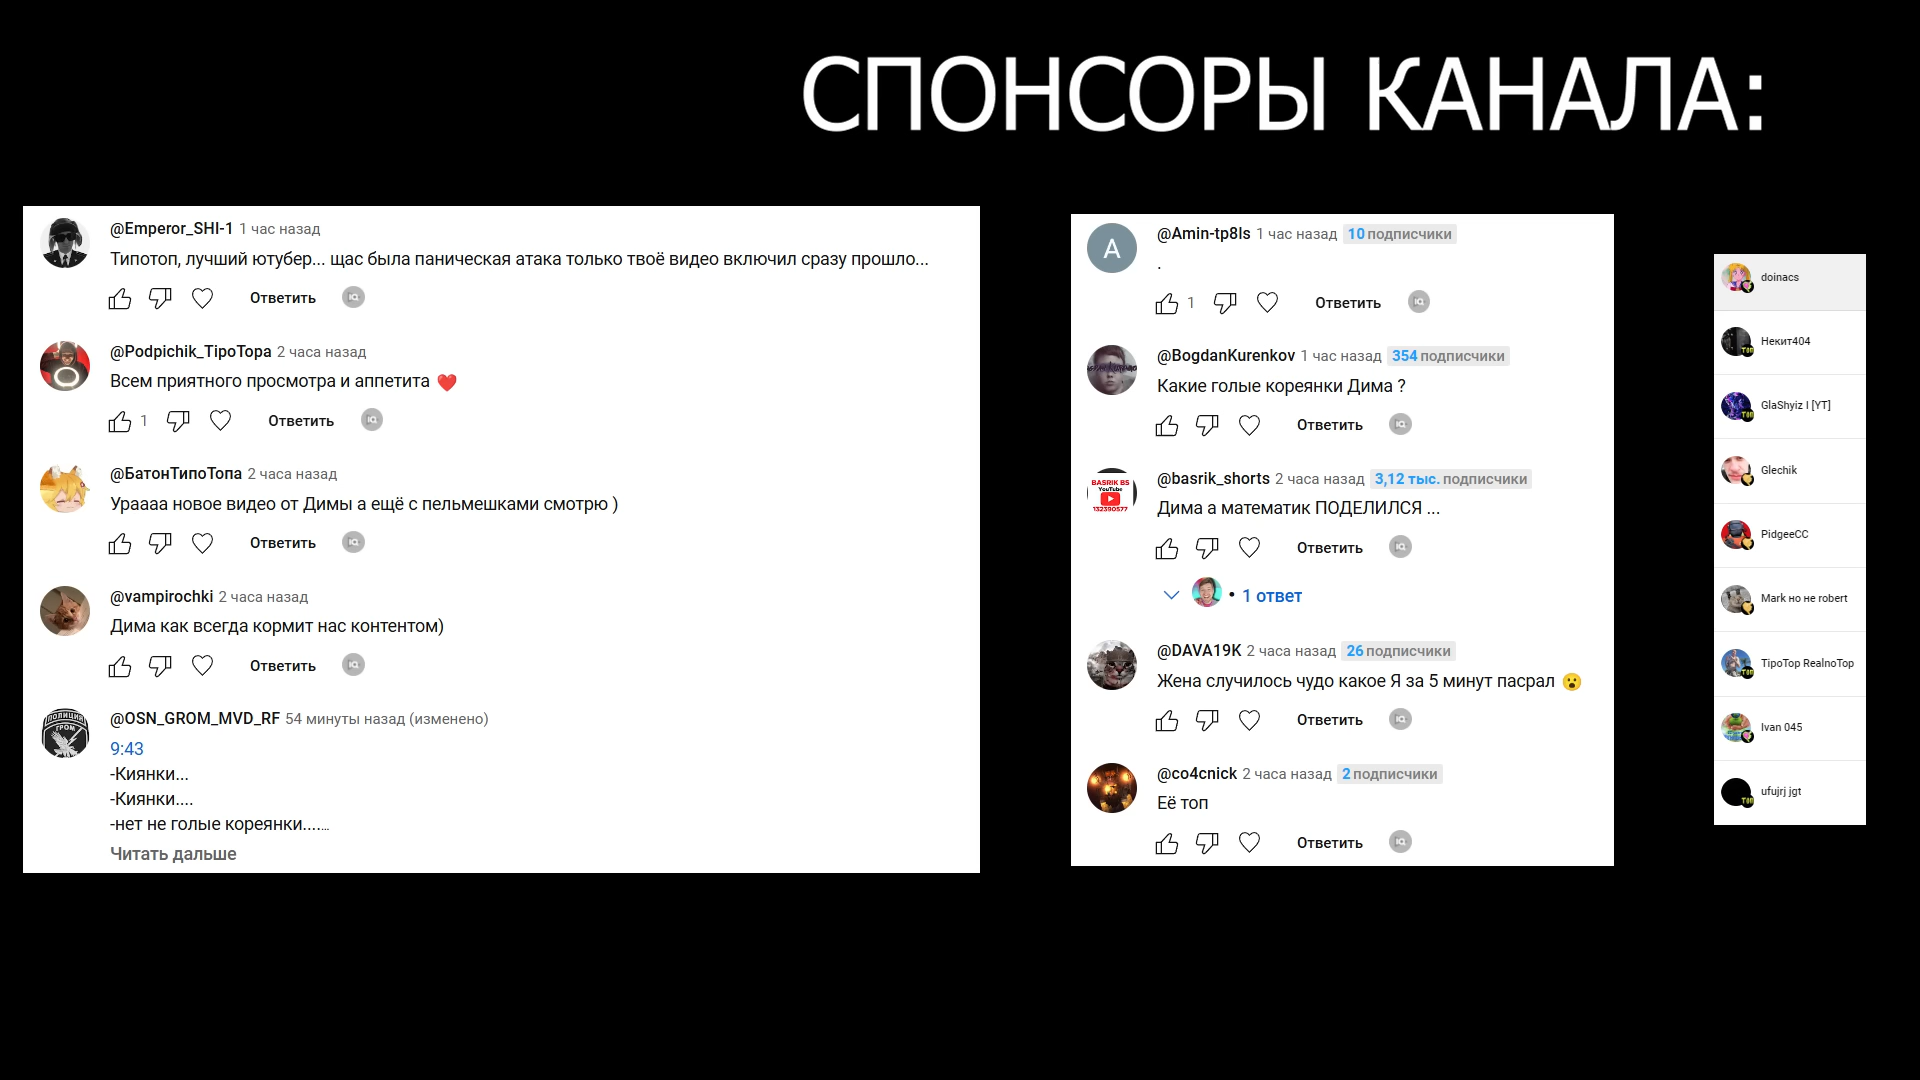 СПОНСОРЫ КАНАЛА:
@Emperor_SHI-1 1 час назад
Типотоп, лучший ютубер... щас была паническая атака только твоё видео включил сразу прошло...
Ответить
@Podpichik_TipoTopa 2 часа назад
Всем приятного просмотра и аппетита ❤️
1 Ответить
@БатонТипоТопа 2 часа назад
Ураааа новое видео от Димы а ещё с пельмешками смотрю )
Ответить
@vampirochki 2 часа назад
Дима как всегда кормит нас контентом)
Ответить
ПОЛИЦИЯ
ГРОМ
@OSN_GROM_MVD_RF 54 минуты назад (изменено)
9:43
-Киянки...
-Киянки....
-нет не голые кореянки.......
Читать дальше
A
@Amin-tp8ls 1 час назад 10 подписчики
.
1 Ответить
@BogdanKurenkov 1 час назад 354 подписчики
Какие голые кореянки Дима ?
Ответить
BASRIK BS
YouTube
132390577
@basrik_shorts 2 часа назад 3,12 тыс. подписчики
Дима а математик ПОДЕЛИЛСЯ ...
Ответить
• 1 ответ
@DAVA19K 2 часа назад 26 подписчики
Жена случилось чудо какое Я за 5 минут пасрал 😮
Ответить
@co4cnick 2 часа назад 2 подписчики
Её топ
Ответить
doinacs
Некит404
GlaShyiz I [YT]
Glechik
PidgeeCC
Mark но не robert
TipoTop RealnoTop
Ivan 045
ufujrj jgt